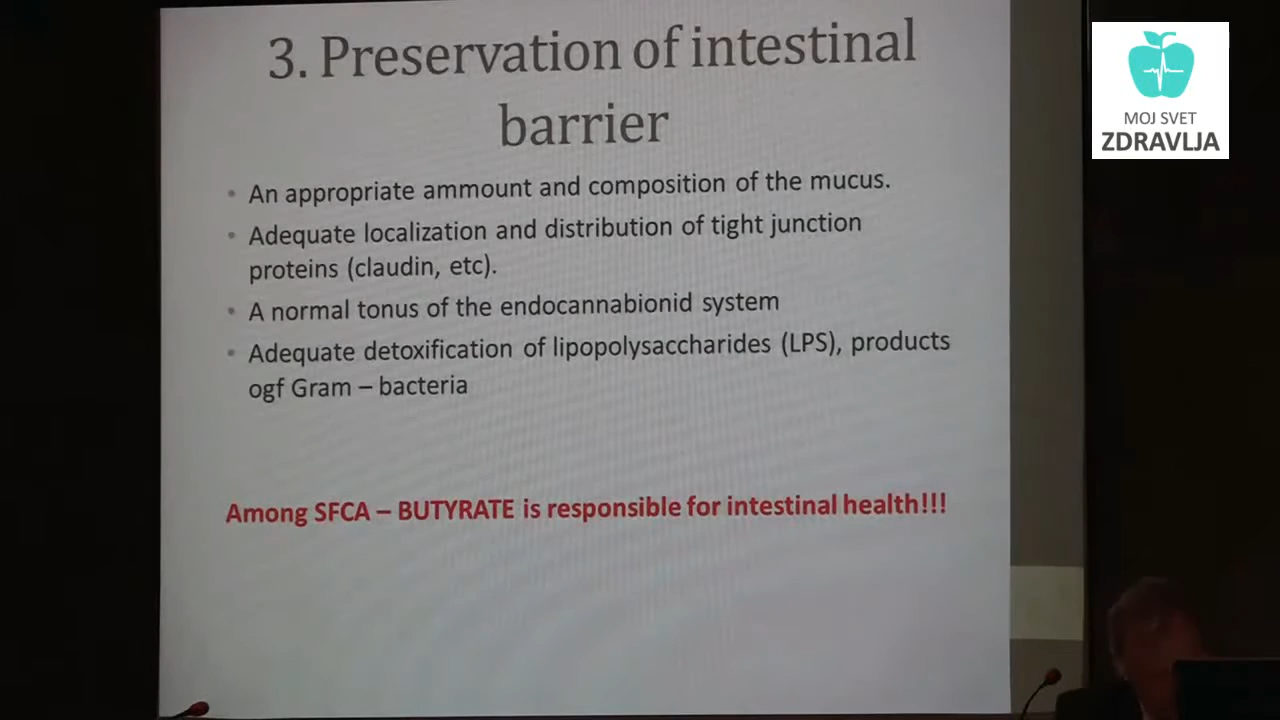 3. Preservation of intestinal
barrier
• An appropriate ammount and composition of the mucus.
• Adequate localization and distribution of tight junction
proteins (claudin, etc).
• A normal tonus of the endocannabionid system
• Adequate detoxification of lipopolysaccharides (LPS), products
ogf Gram – bacteria
Among SFCA – BUTYRATE is responsible for intestinal health!!!
MOJ SVET
ZDRAVLJA